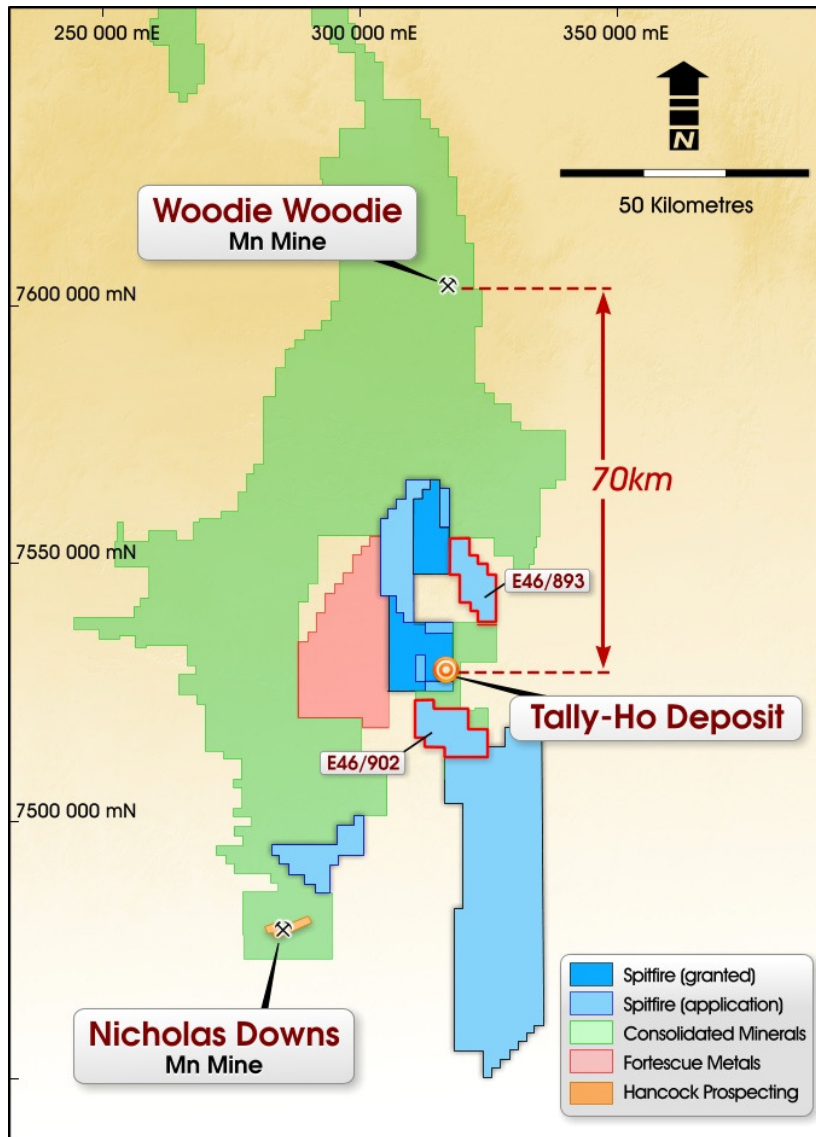 250 000 mE
300 000 mE
350 000 mE
N
50 Kilometres
Woodie Woodie
Mn Mine
7600 000 mN
70km
7550 000 mN
E46/893
Tally-Ho Deposit
E46/902
7500 000 mN
Nicholas Downs
Mn Mine
Spitfire (granted)
Spitfire (application)
Consolidated Minerals
Fortescue Metals
Hancock Prospecting